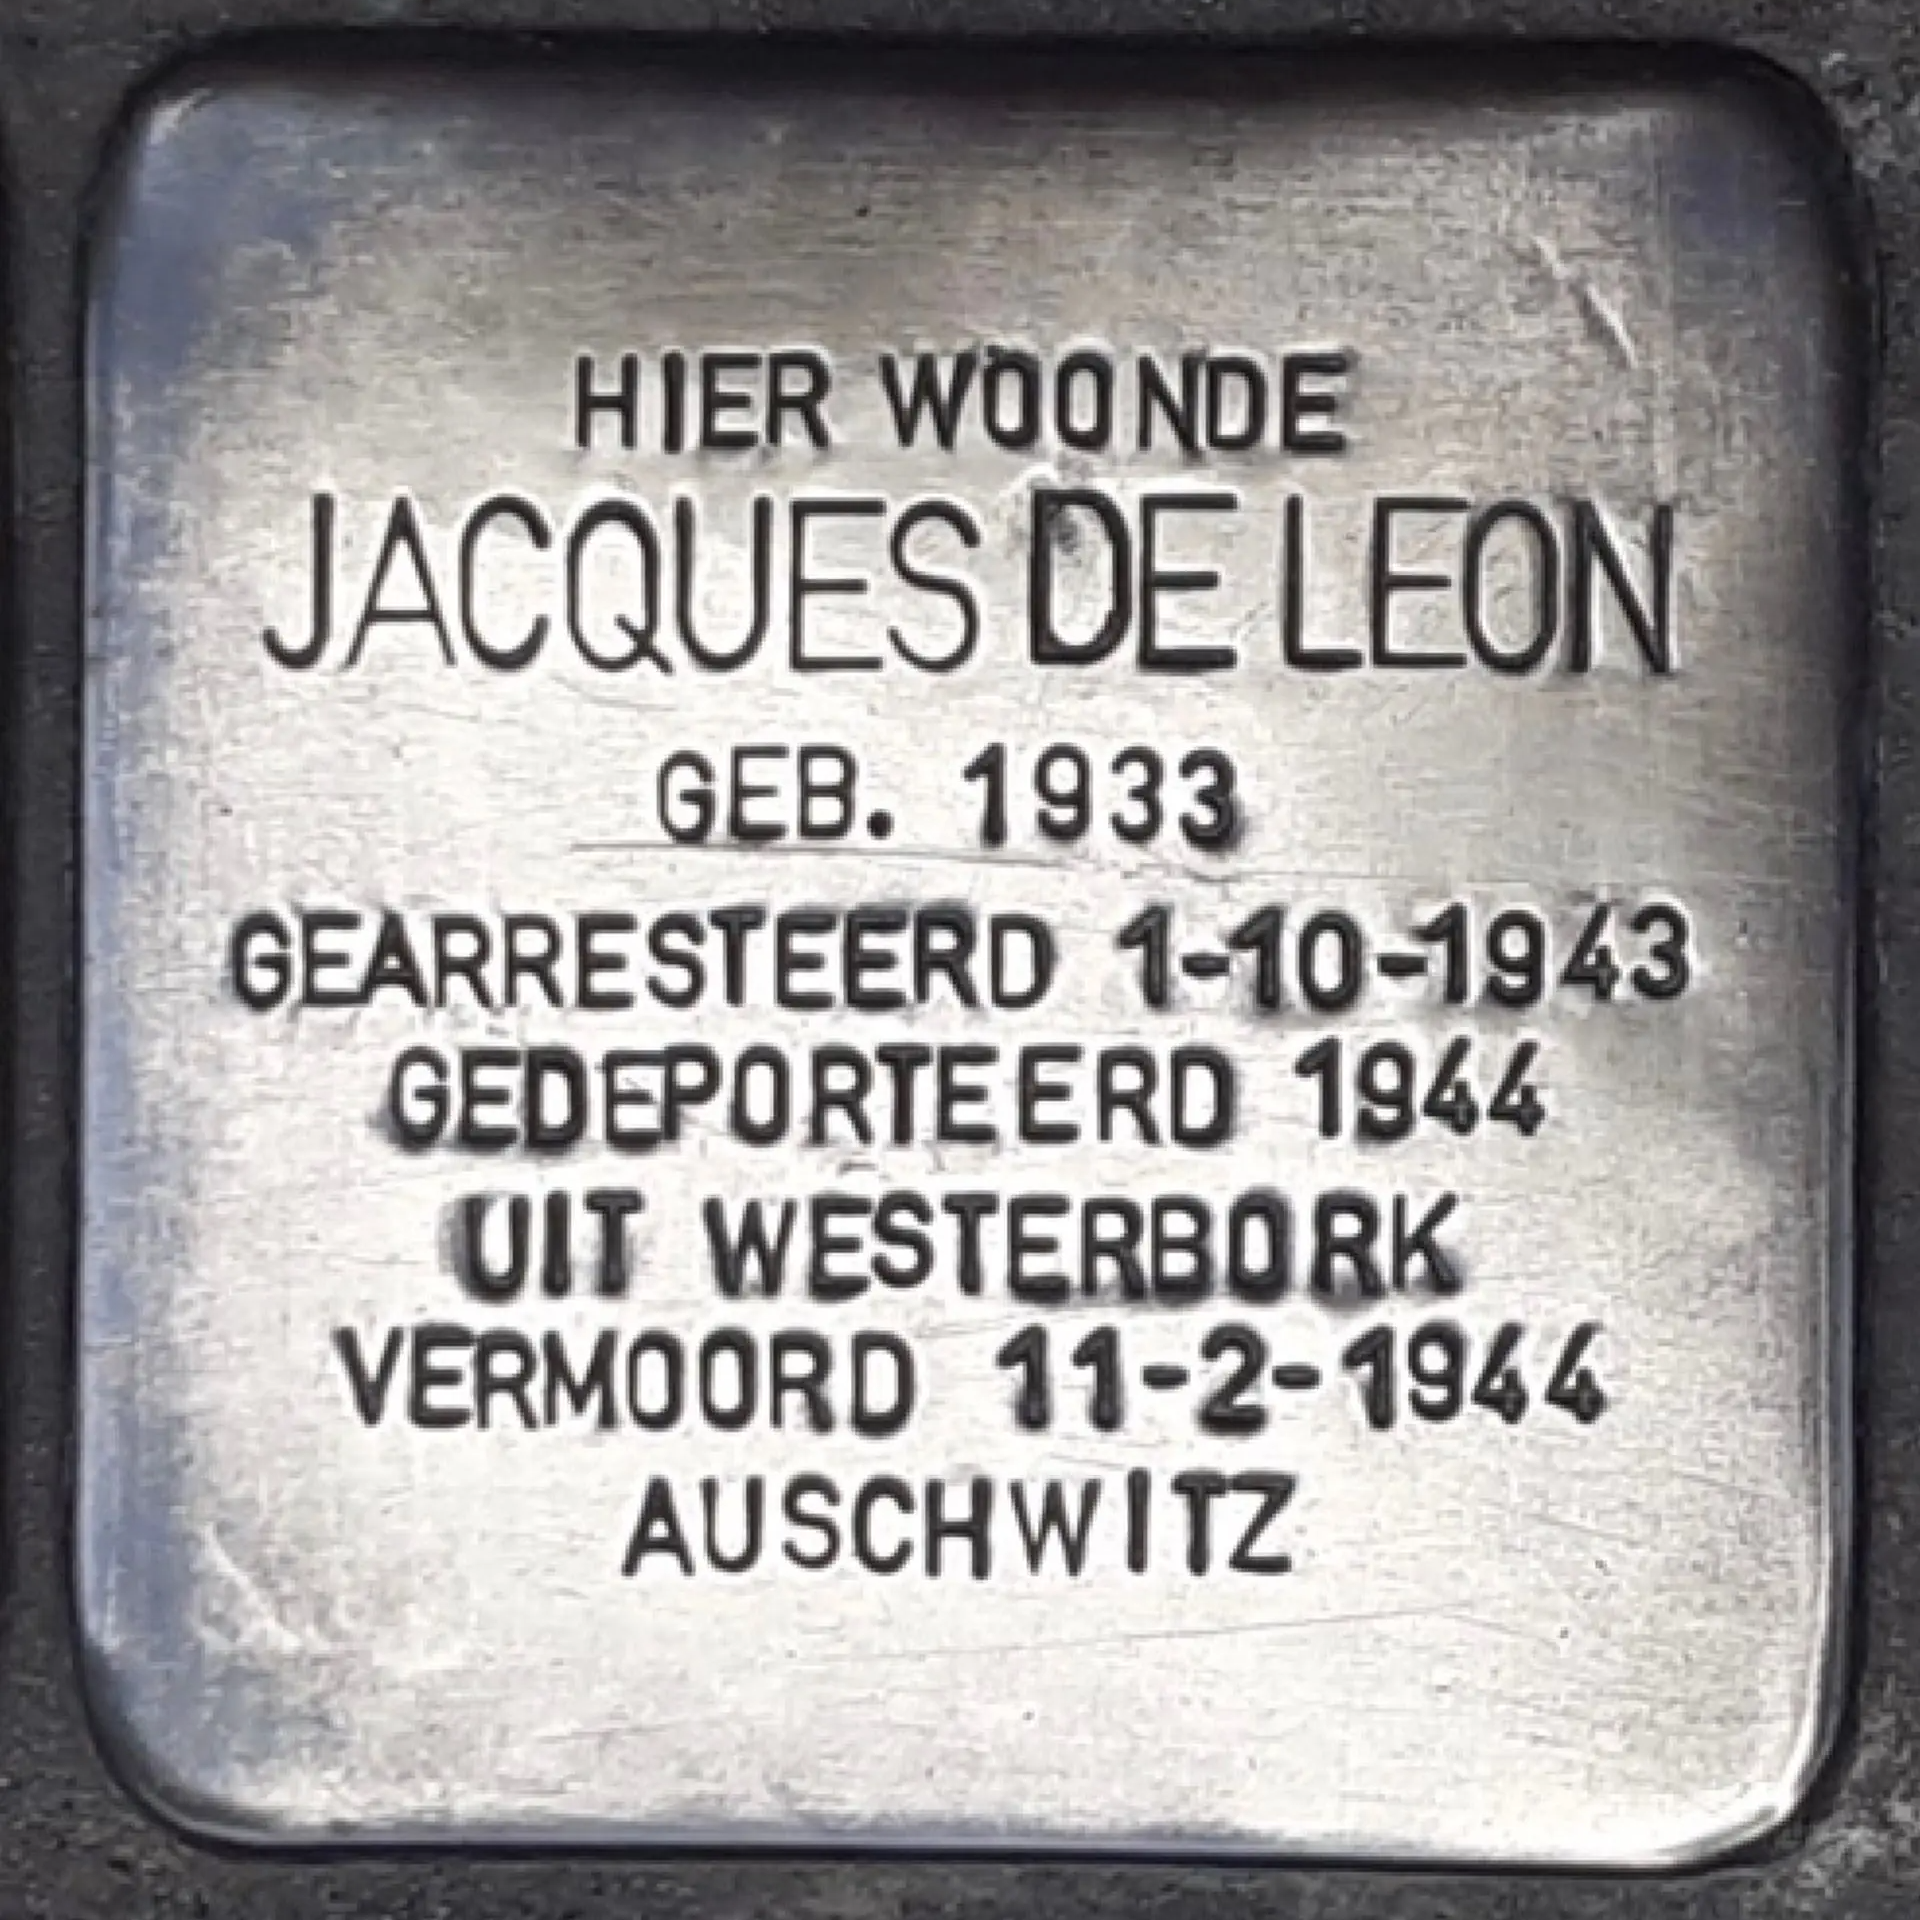 HIER WOONDE
JACQUES DE LEON
GEB. 1933
GEARRESTEERD 1-10-1943
GEDEPORTEERD 1944
UIT WESTERBORK
VERMOORD 11-2-1944
AUSCHWITZ